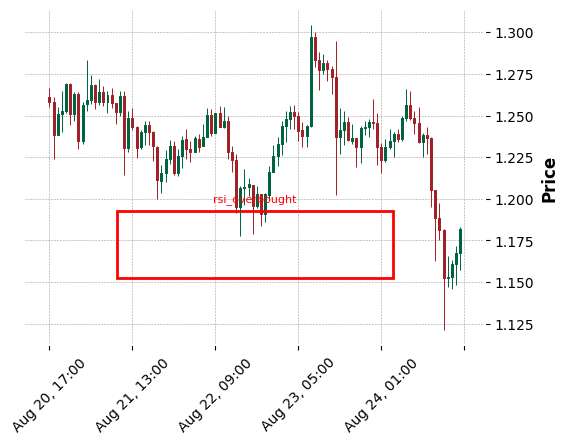 1.300
1.275
1.250
1.225
1.200
1.175
1.150
1.125
Price
rsi_overbought
Aug 20, 17:00
Aug 21, 13:00
Aug 22, 09:00
Aug 23, 05:00
Aug 24, 01:00